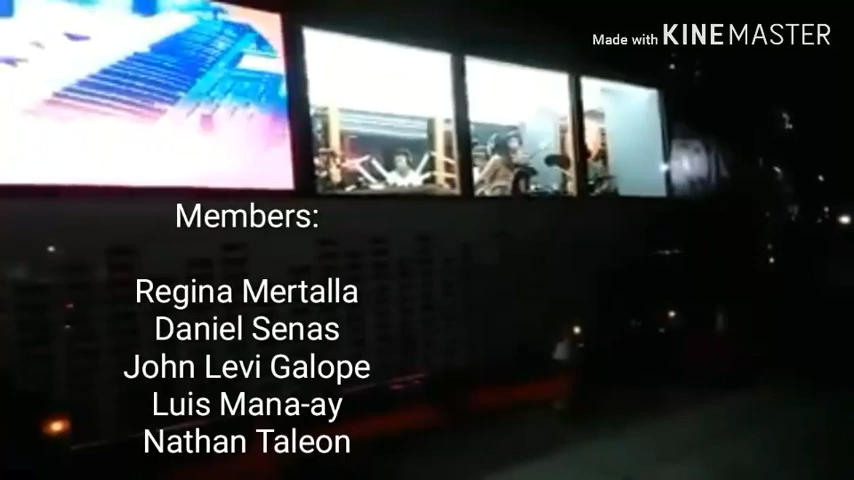 Made with KINEMASTER
Members:
Regina Mertalla
Daniel Senas
John Levi Galope
Luis Mana-ay
Nathan Taleon